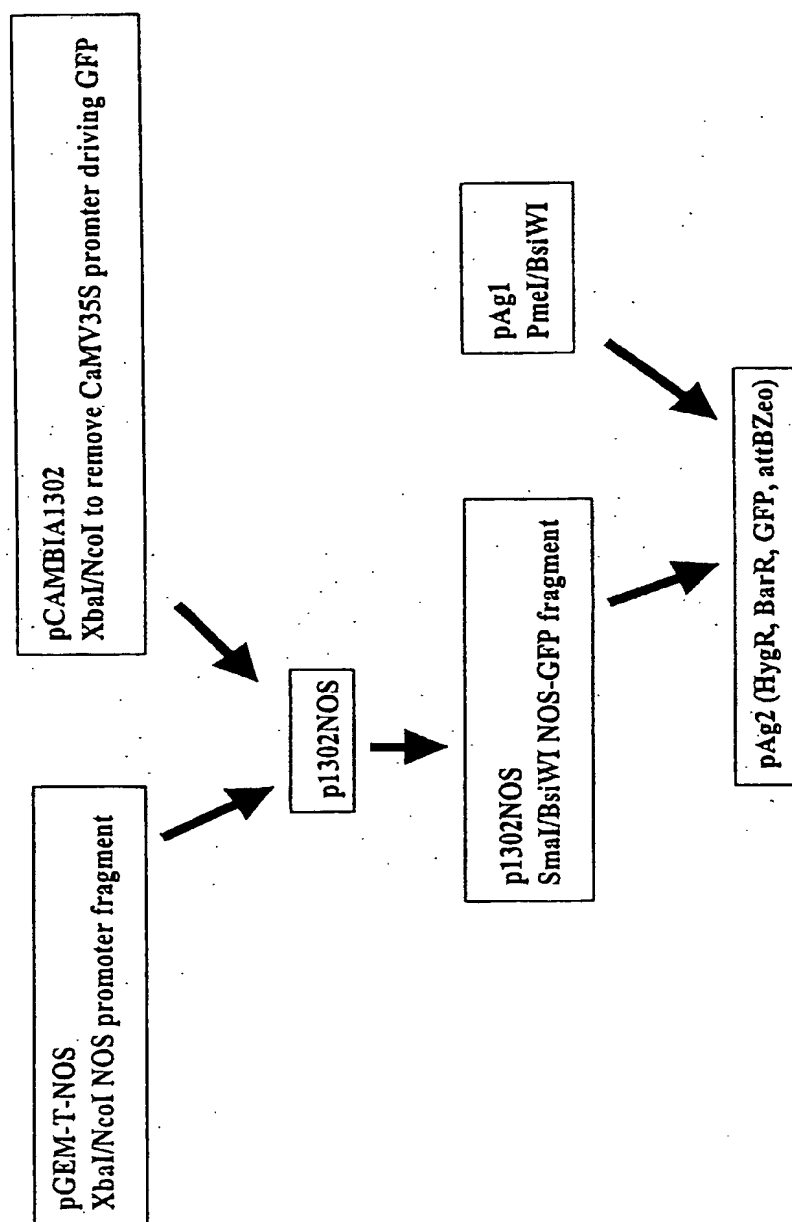 pGEM-T-NOS
XbaI/NcoI NOS promoter fragment
pCAMBIA1302
XbaI/NcoI to remove CaMV35S promter driving GFP
p1302NOS
p1302NOS
SmaI/BsiWI NOS-GFP fragment
pAg1
PmeI/BsiWI
pAg2 (HygR, BarR, GFP, attBZeo)